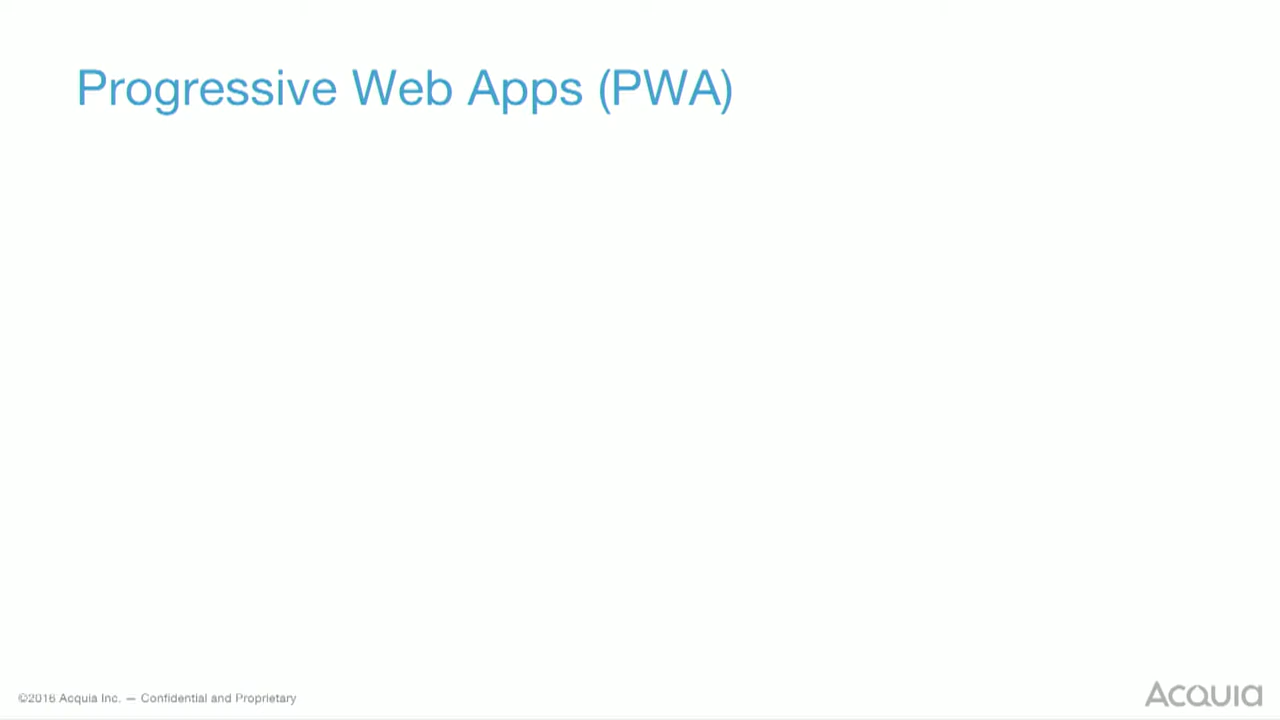 Progressive Web Apps (PWA)
©2016 Acquia Inc. — Confidential and Proprietary
Acquia